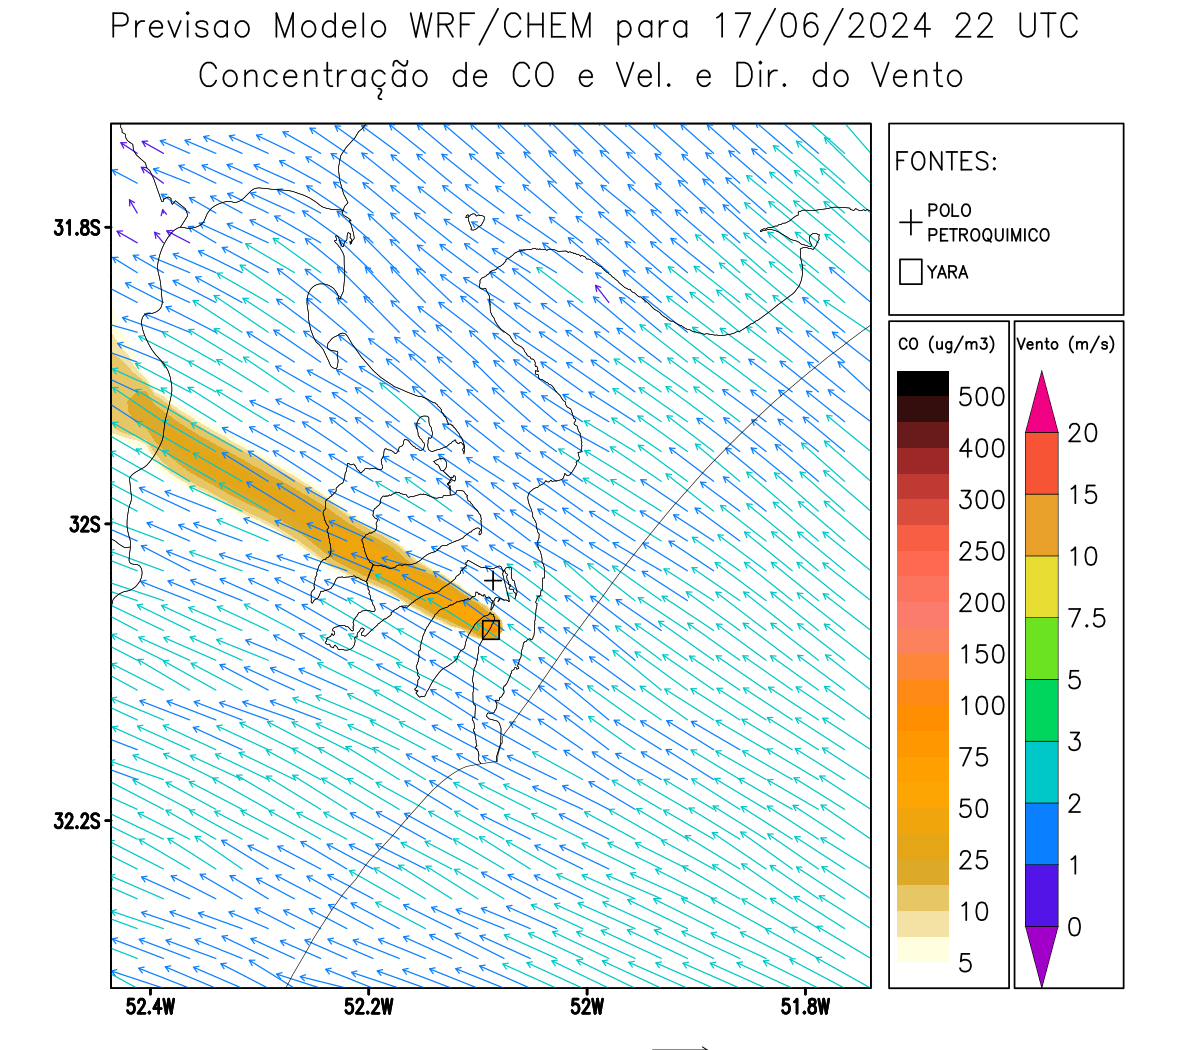 Previsao Modelo WRF/CHEM para 17/06/2024 22 UTC
Concentração de CO e Vel. e Dir. do Vento
FONTES:
POLO
PETROQUIMICO
YARA
CO (ug/m3)
500
400
300
250
200
150
100
75
50
25
10
5
Vento (m/s)
20
15
10
7.5
5
3
2
1
0
31.8S
32S
32.2S
52.4W 52.2W 52W 51.8W